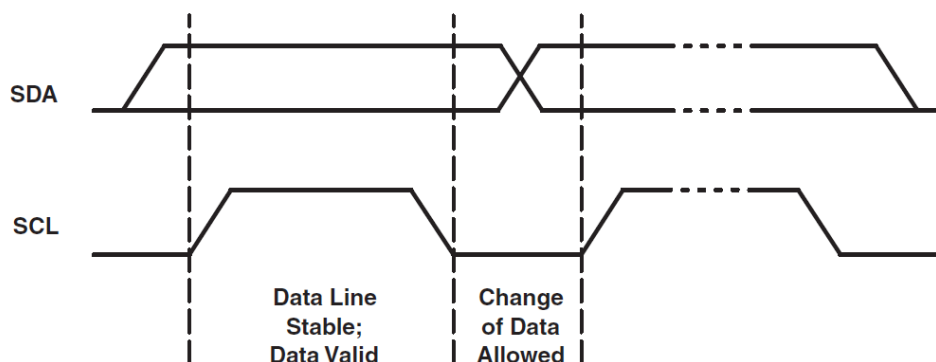 SDA
SCL
Data Line
Stable;
Data Valid
Change
of Data
Allowed